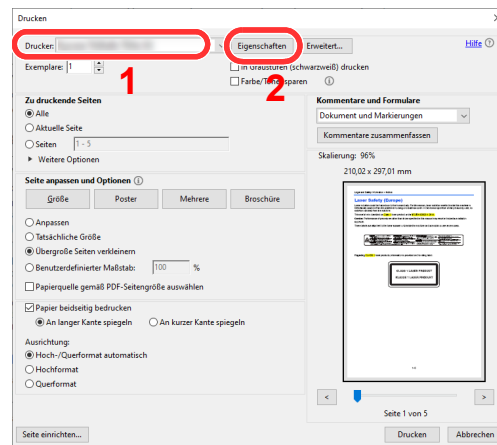 Drucken
Drucker:
Eigenschaften
Erweitert...
Hilfe
Exemplare: 1
In Graustufen (schwarzweiß) drucken
1
2
Zu druckende Seiten
Alle
Aktuelle Seite
Seiten 1 - 5
Weitere Optionen
Seite anpassen und Optionen
Größe Poster Mehrere Broschüre
Anpassen
Tatsächliche Größe
Übergroße Seiten verkleinern
Benutzerdefinierter Maßstab: 100 %
Papierquelle gemäß PDF-Seitengröße auswählen
Papier beidseitig bedrucken
An langer Kante spiegeln An kurzer Kante spiegeln
Ausrichtung:
Hoch-/Querformat automatisch
Hochformat
Querformat
Kommentare und Formulare
Dokument und Markierungen
Kommentare zusammenfassen
Skalierung: 96%
210,02 x 297,01 mm
Laser Safety (Europe)
CLASS 1 LASER PRODUCT
< >
Seite 1 von 5
Seite einrichten...
Drucken
Abbrechen